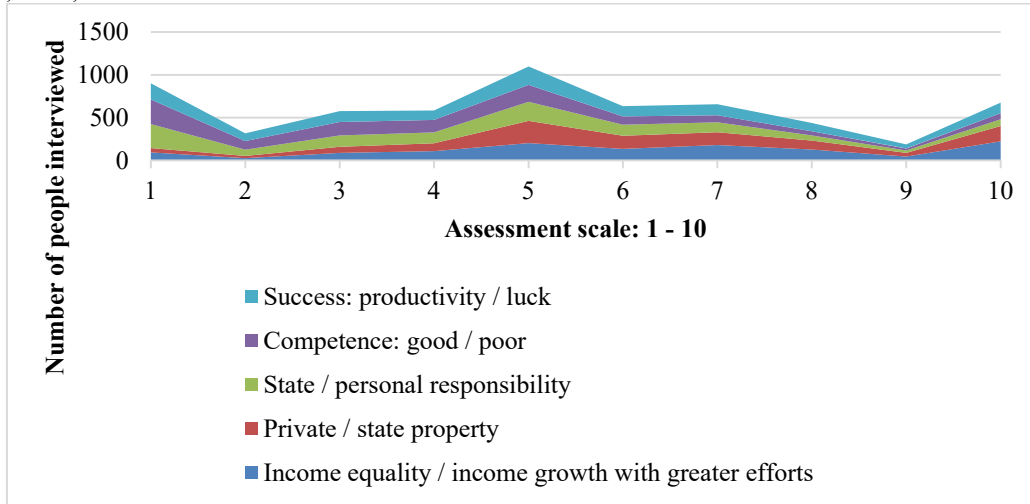 1500
1000
500
0
Number of people interviewed
1 2 3 4 5 6 7 8 9 10
Assessment scale: 1 - 10
Success: productivity / luck
Competence: good / poor
State / personal responsibility
Private / state property
Income equality / income growth with greater efforts